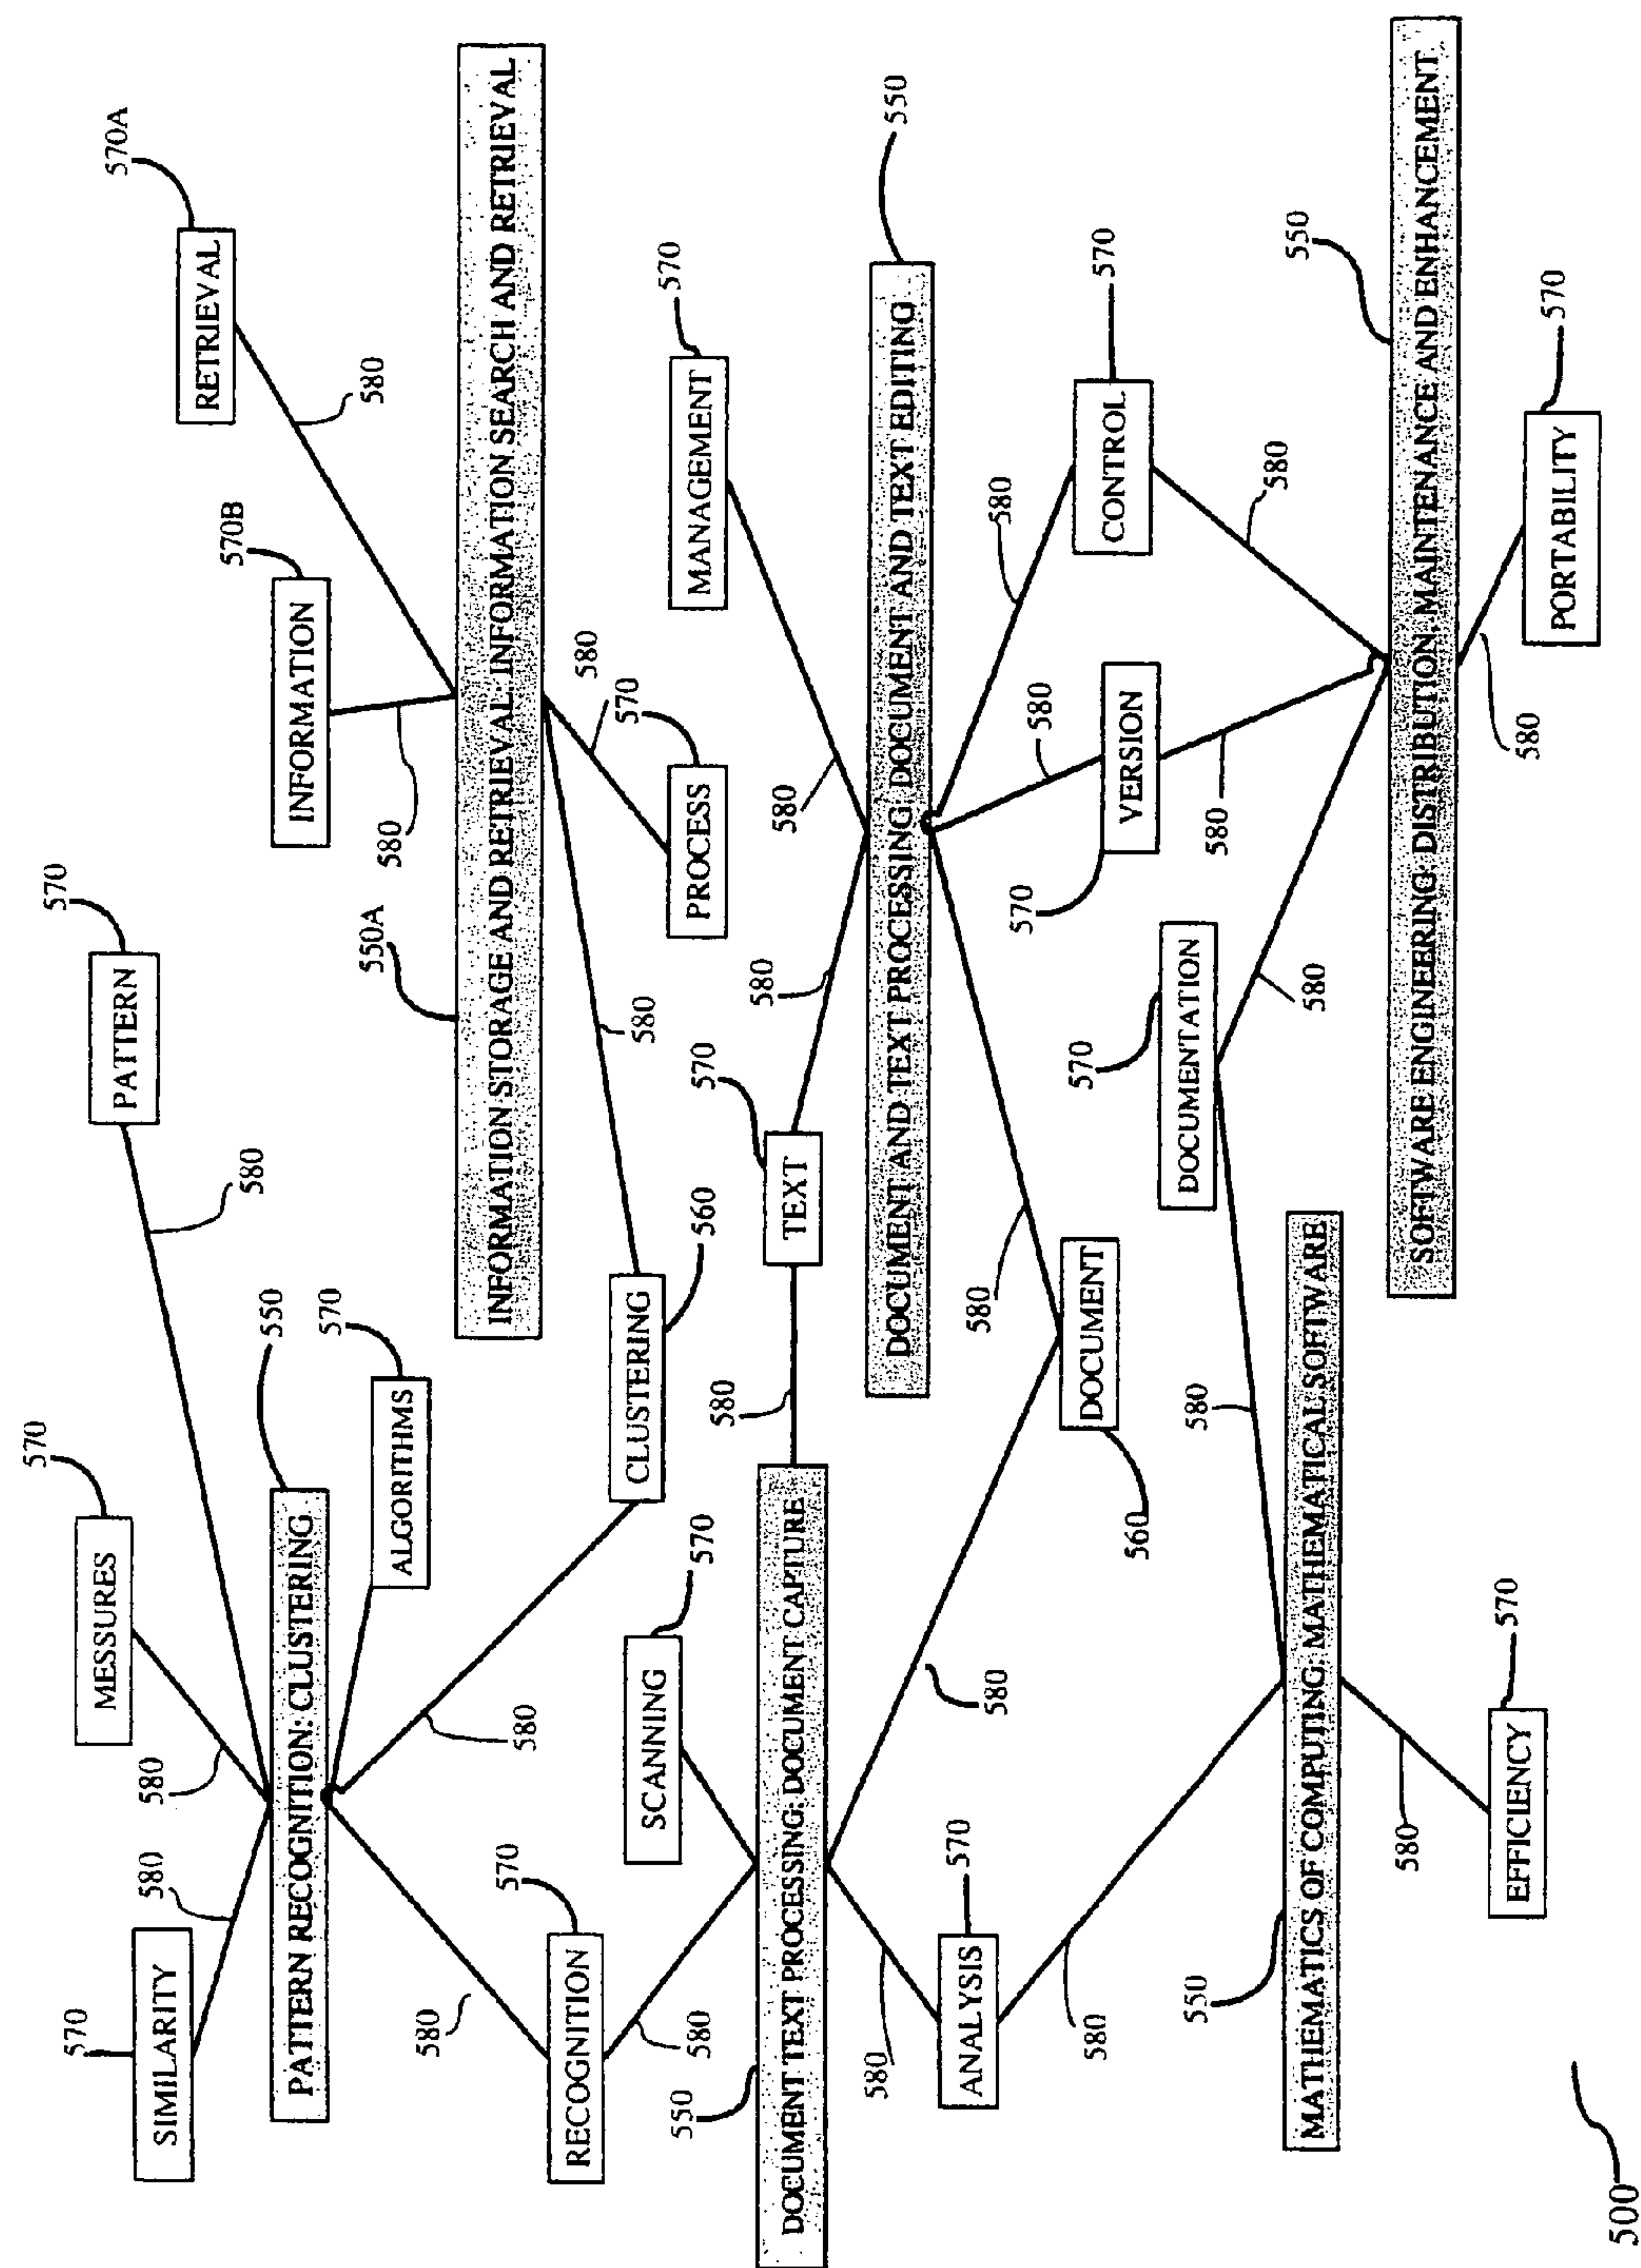 570
570
570
MESSURES
570A
PATTERN
SIMILARITY
580
580
RETRIEVAL
580
570B
550
PATTERN RECOGNITION: CLUSTERING
INFORMATION
570
580
550A
580
ALGORITHMS
580
INFORMATION STORAGE AND RETRIEVAL: INFORMATION SEARCH AND RETRIEVAL
570
580
RECOGNITION
580
570
CLUSTERING
580
SCANNING
570
550
PROCESS
580
570
560
570
MANAGEMENT
580
580
580
DOCUMENT TEXT PROCESSING: DOCUMENT CAPTURE
TEXT
580
550
DOCUMENT AND TEXT PROCESSING: DOCUMENT AND TEXT EDITING
570
ANALYSIS
580
580
580
570
580
570
DOCUMENT
580
570
CONTROL
VERSION
560
DOCUMENTATION
580
580
550
580
550
580
MATHEMATICS OF COMPUTING: MATHEMATICAL SOFTWARE
580
SOFTWARE ENGINEERING: DISTRIBUTION, MAINTENANCE AND ENHANCEMENT
570
EFFICIENCY
580
570
PORTABILITY
500